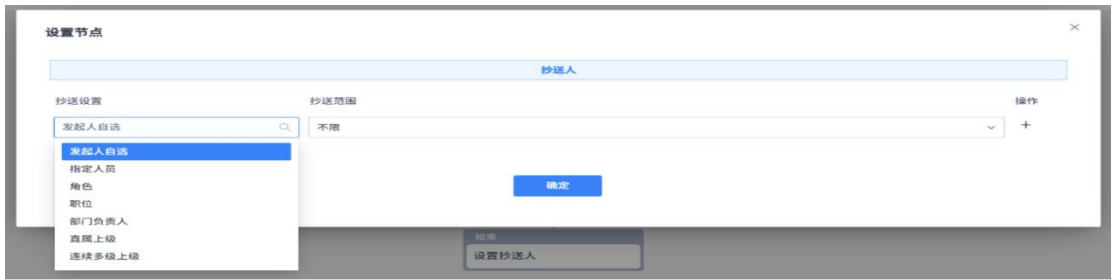 设置节点
抄送人
抄送设置 抄送范围 操作
发起人自选 不限
发起人自选
指定人员
角色
职位
部门负责人
直属上级
连续多级上级
确定
结束
设置抄送人